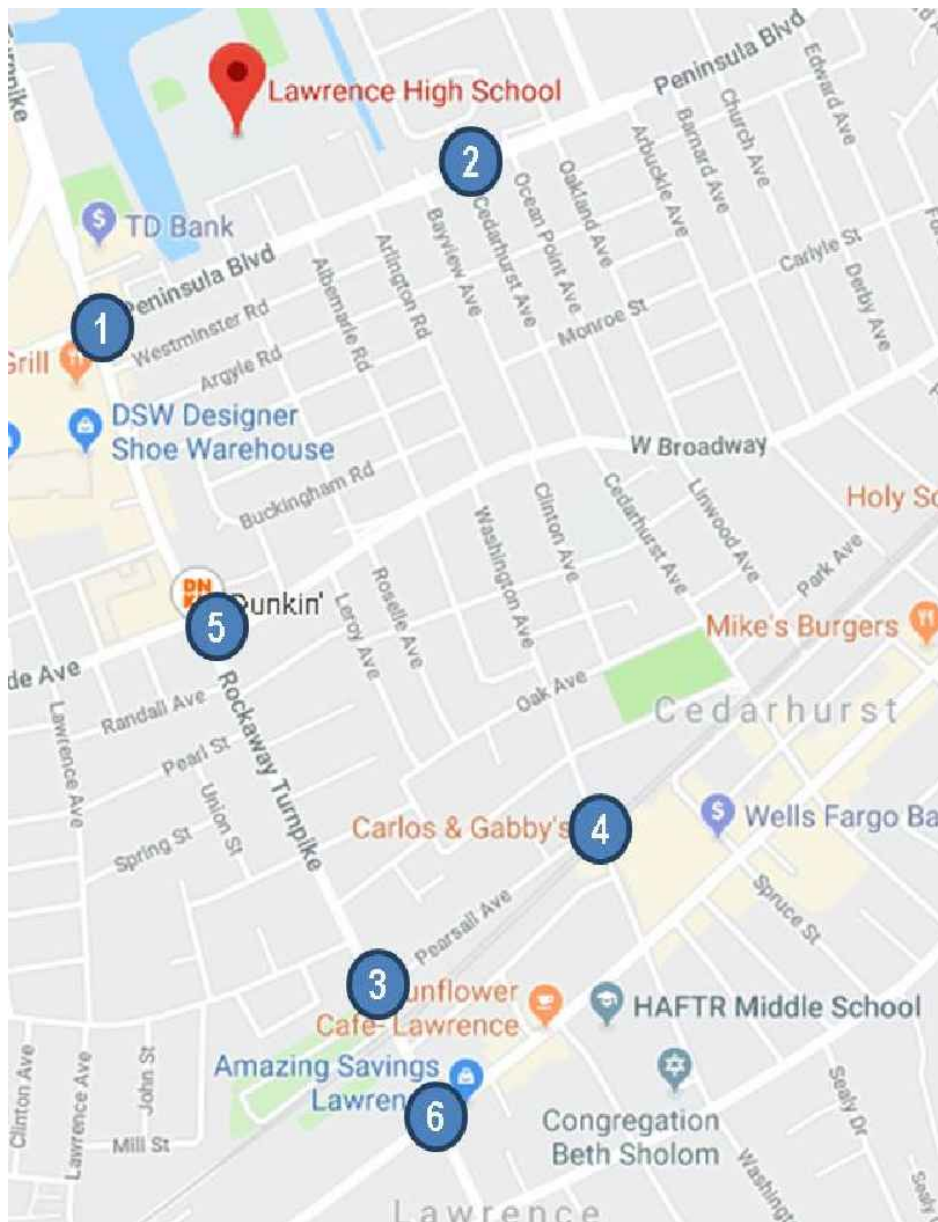 Turnpike
Lawrence High School
Peninsula Blvd
Edward Ave
Church Ave
Barnard Ave
Arbuckle Ave
2
Oakland Ave
Ocean Point Ave
Cedarhurst Ave
Bayview Ave
TD Bank
Carlyle St
Derby Ave
Peninsula Blvd
Arlington Rd
Albemarle Rd
1
Westminster Rd
Monroe St
Grill
Argyle Rd
DSW Designer
Shoe Warehouse
W Broadway
Buckingham Rd
Clinton Ave
Cedarhurst Ave
Linwood Ave
Washington Ave
Park Ave
DN
Dunkin'
5
Roselle Ave
Leroy Ave
Mike's Burgers
de Ave
Rockaway Turnpike
Oak Ave
Cedarhurst
Randall Ave
Lawrence Ave
Pearl St
Union St
Spring St
Carlos & Gabby's
4
Wells Fargo Ba
Pearsall Ave
Spruce St
3
unflower
Cafe- Lawrence
HAFTR Middle School
Amazing Savings
Lawren
6
Congregation
Beth Sholom
Clinton Ave
Lawrence Ave
John St
Mill St
Sealy Dr
Washingt
Sealy
Lawrence